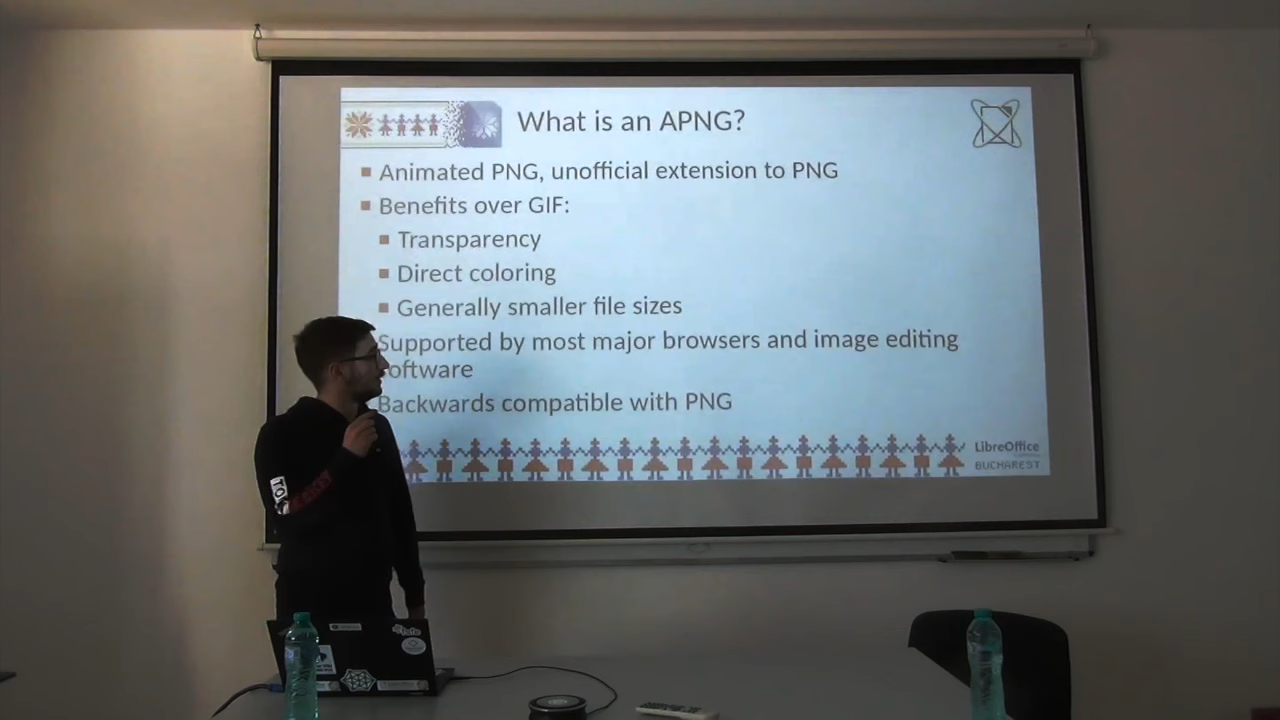 What is an APNG?
Animated PNG, unofficial extension to PNG
Benefits over GIF:
Transparency
Direct coloring
Generally smaller file sizes
Supported by most major browsers and image editing
software
Backwards compatible with PNG
LibreOffice
BUCHAREST